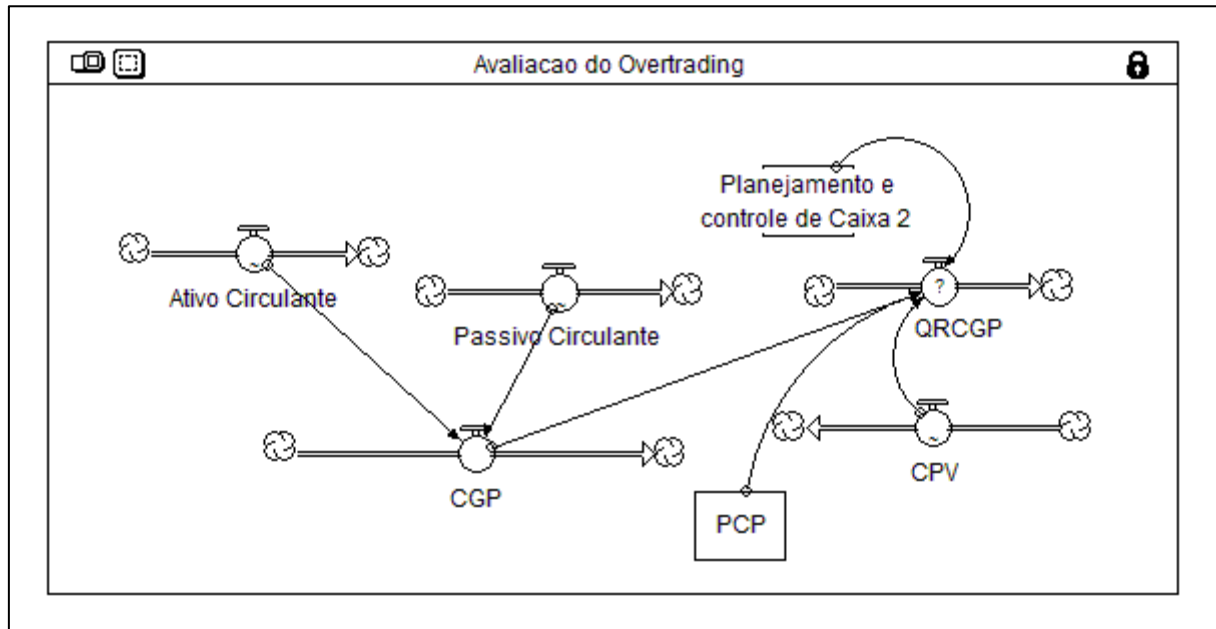 Avaliacao do Overtrading
Planejamento e
controle de Caixa 2
~
Ativo Circulante
~
Passivo Circulante
?
QRCGP
CGP
~
CPV
PCP